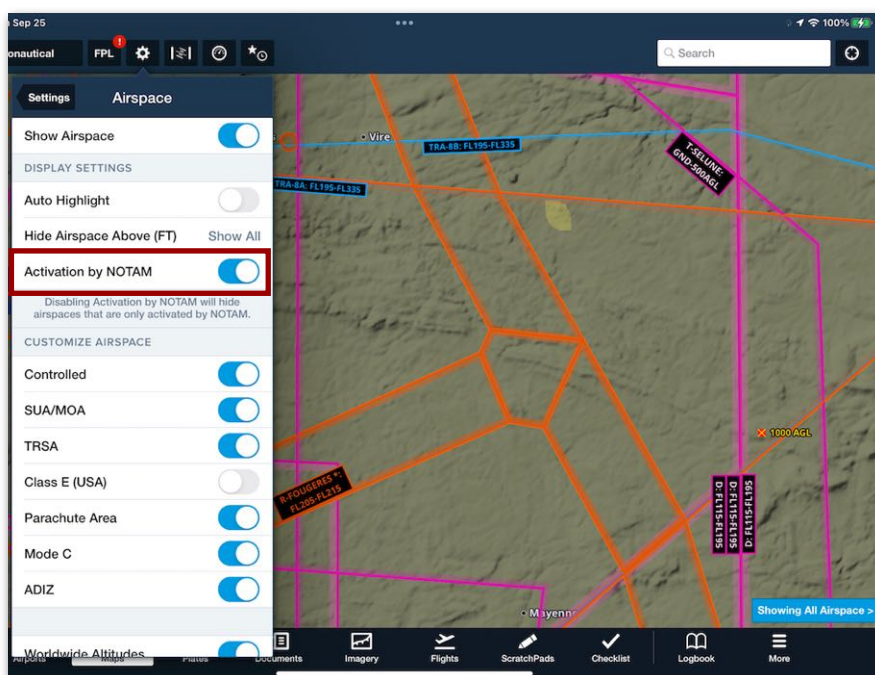 Sep 25
100%
onautical
FPL
1
Search
Settings
Airspace
Show Airspace
DISPLAY SETTINGS
Auto Highlight
Hide Airspace Above (FT) Show All
Activation by NOTAM
Disabling Activation by NOTAM will hide
airspaces that are only activated by NOTAM.
CUSTOMIZE AIRSPACE
Controlled
SUA/MOA
TRSA
Class E (USA)
Parachute Area
Mode C
ADIZ
Worldwide Altitudes
Vire
TRA-8B: FL195-FL335
TRA-8A: FL195-FL335
T-SELUNE:
GND-500AGL
1000 AGL
R-FOUGERES *:
FL205-FL215
D: FL115-FL195
D: FL115-FL195
D: FL115-FL195
Mayenne
Showing All Airspace >
Airports
Maps
Plates
Documents
Imagery
Flights
ScratchPads
Checklist
Logbook
More